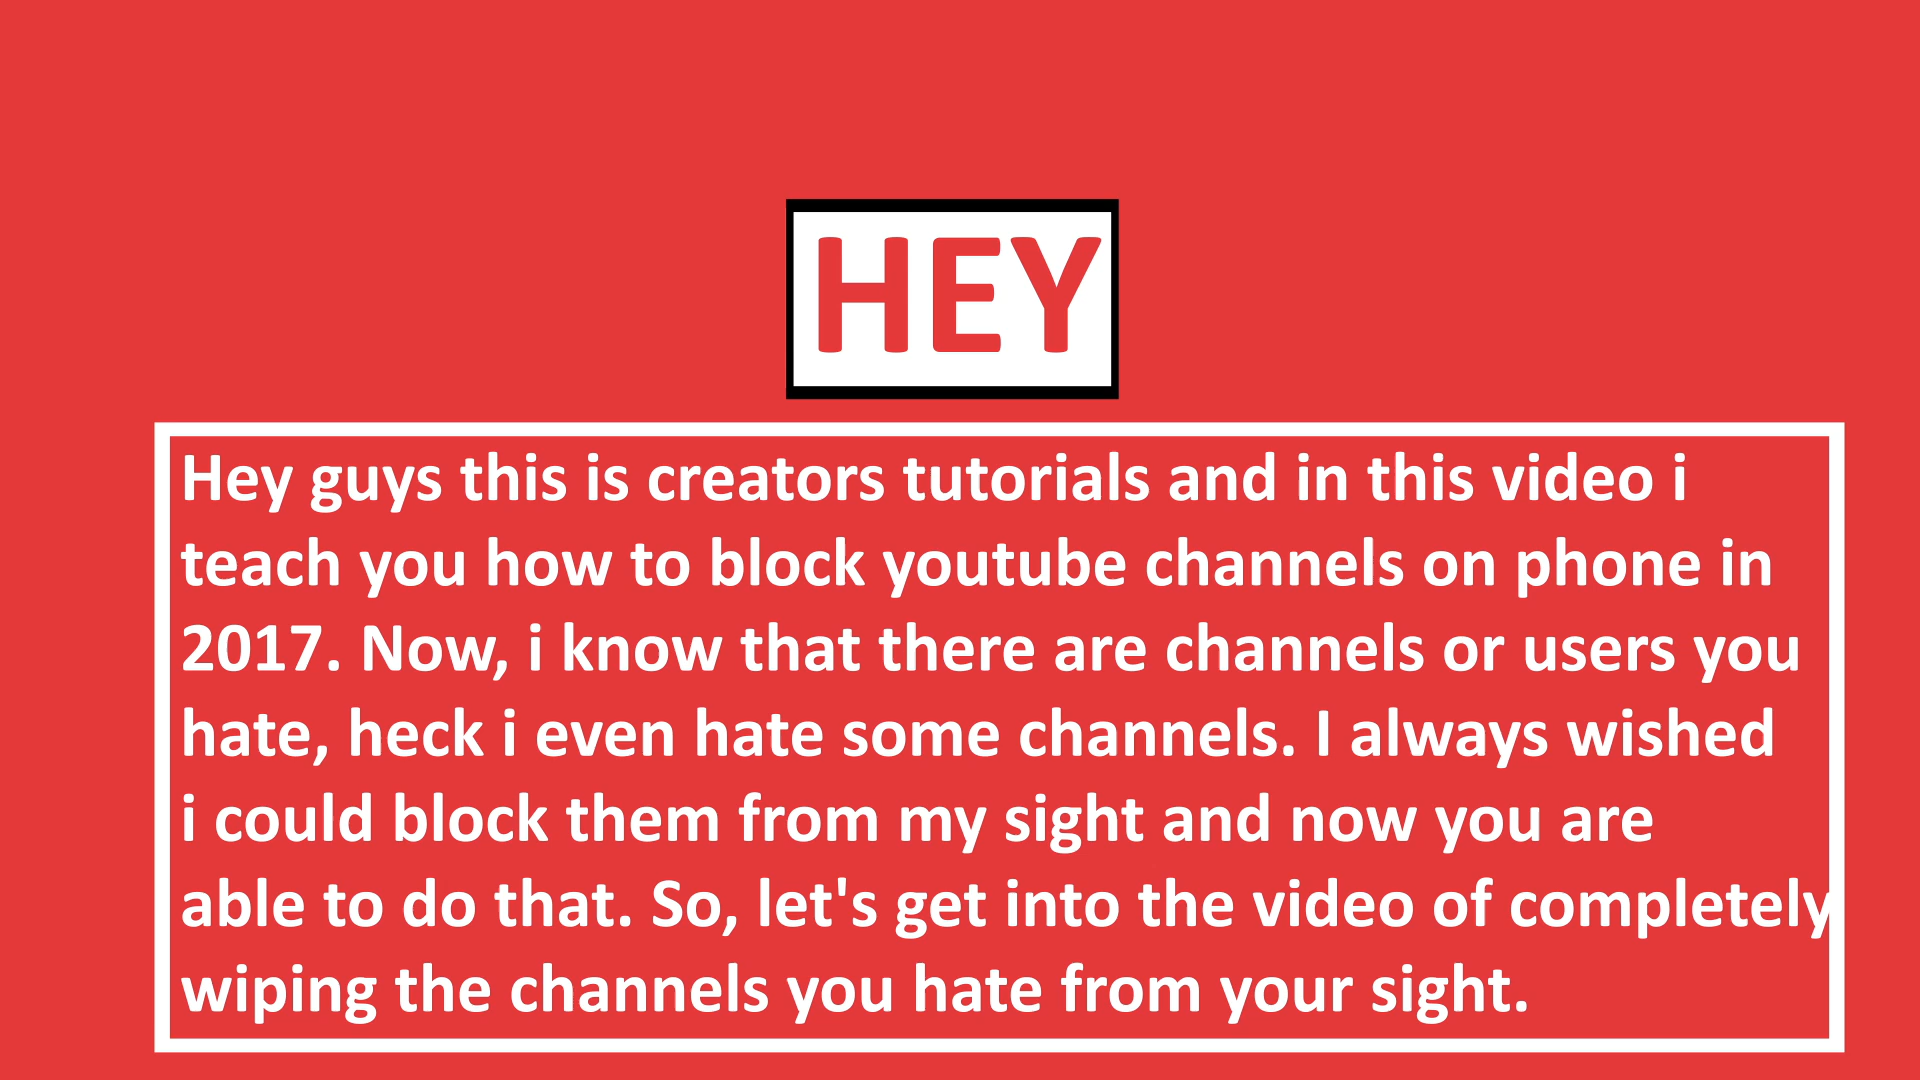 HEY
Hey guys this is creators tutorials and in this video i
teach you how to block youtube channels on phone in
2017. Now, i know that there are channels or users you
hate, heck i even hate some channels. I always wished
i could block them from my sight and now you are
able to do that. So, let's get into the video of completely
wiping the channels you hate from your sight.